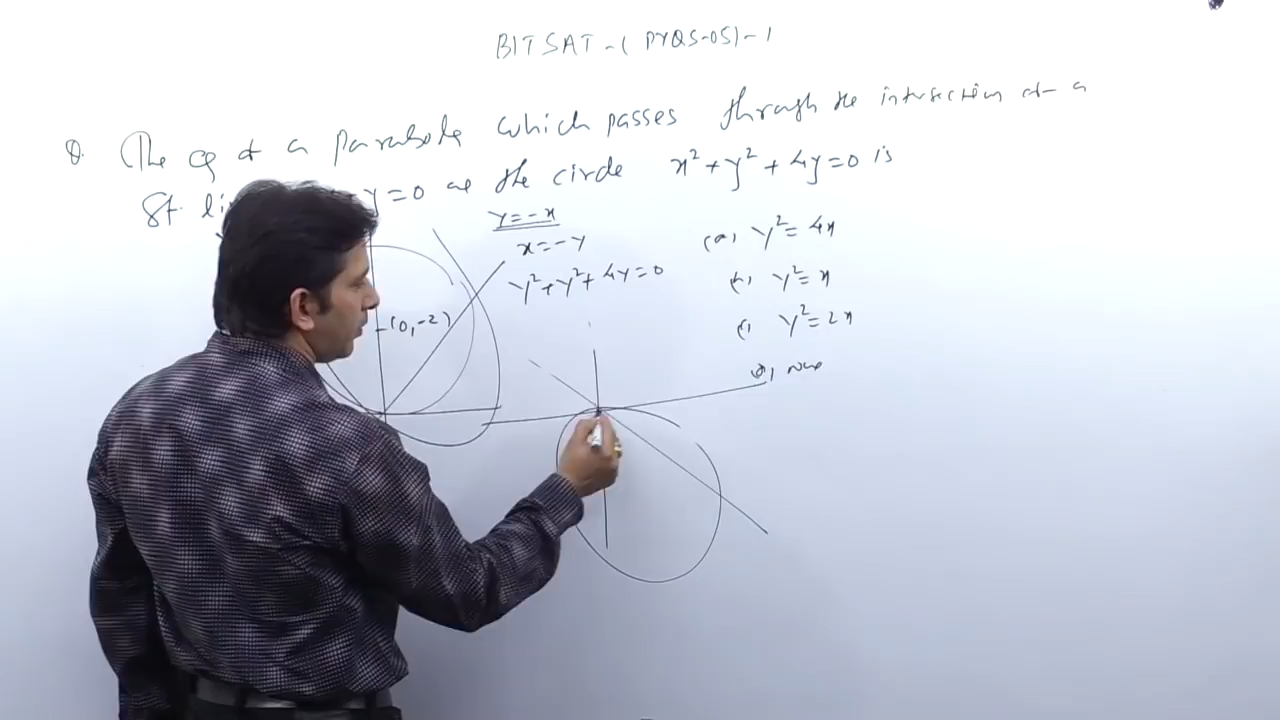 BITSAT-(PYQS-05)-1
Q. The eq of a parabola which passes through the intersection of a
St. li y=0 and the circle x²+y²+4y=0 is
y=-x
x=-y
y²+y²+4y=0
(a) y²=4x
(b) y²=x
(c) y²=2x
(d) none
(0,-2)